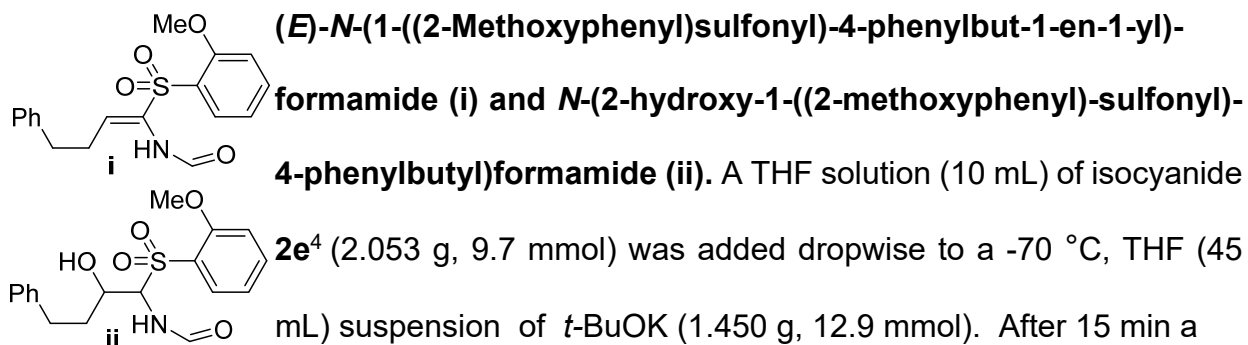 (E)-N-(1-((2-Methoxyphenyl)sulfonyl)-4-phenylbut-1-en-1-yl)-
formamide (i) and N-(2-hydroxy-1-((2-methoxyphenyl)-sulfonyl)-
4-phenylbutyl)formamide (ii). A THF solution (10 mL) of isocyanide
2e⁴ (2.053 g, 9.7 mmol) was added dropwise to a -70 °C, THF (45
mL) suspension of t-BuOK (1.450 g, 12.9 mmol). After 15 min a
MeO
O
O
S
Ph
HN
O
i
MeO
O
HO
O
S
Ph
HN
O
ii